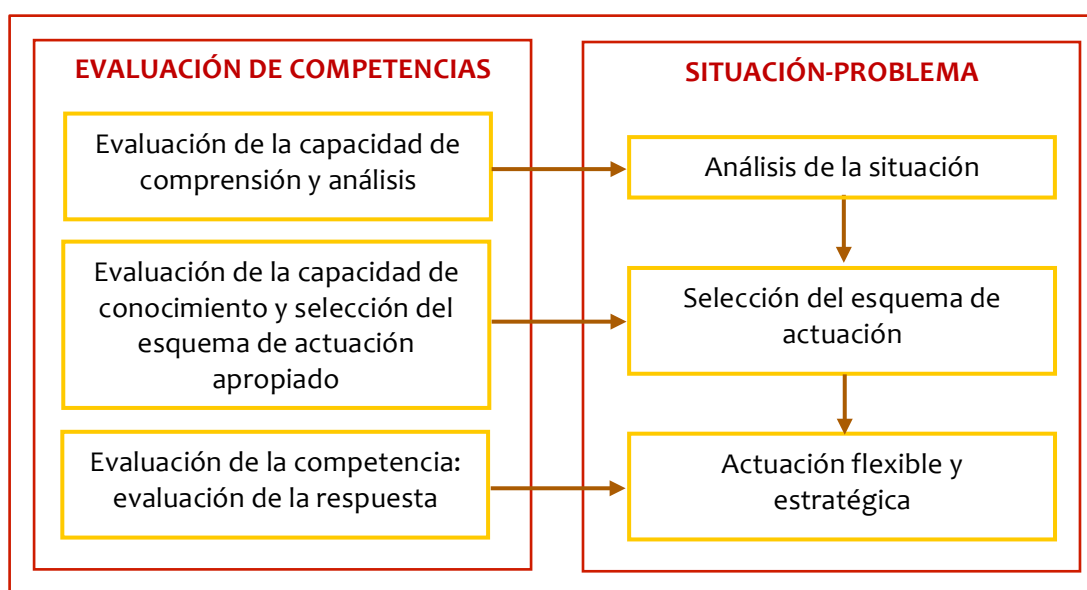 EVALUACIÓN DE COMPETENCIAS
Evaluación de la capacidad de
comprensión y análisis
Evaluación de la capacidad de
conocimiento y selección del
esquema de actuación
apropiado
Evaluación de la competencia:
evaluación de la respuesta
SITUACIÓN-PROBLEMA
Análisis de la situación
Selección del esquema de
actuación
Actuación flexible y
estratégica